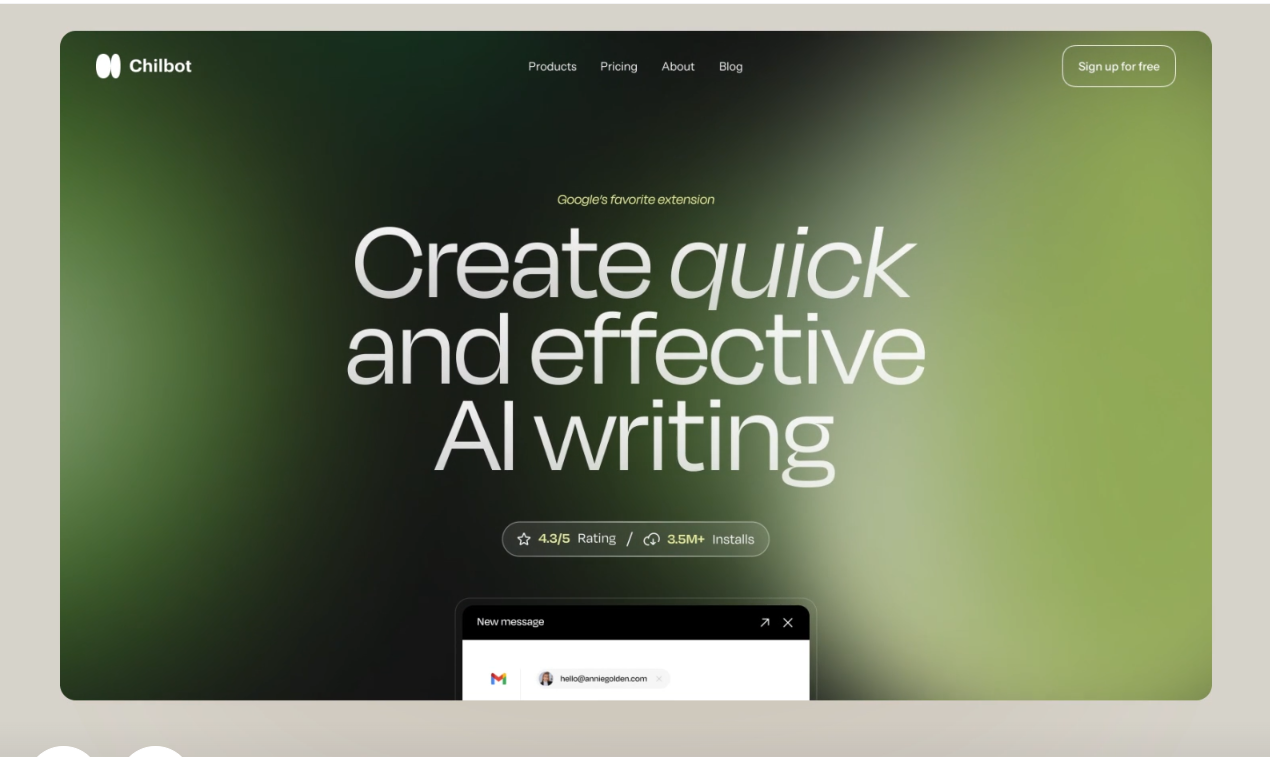 Chilbot
Products Pricing About Blog
Sign up for free
Google's favorite extension
Create quick
and effective
AI writing
4.3/5 Rating / 3.5M+ Installs
New message
hello@anniegolden.com